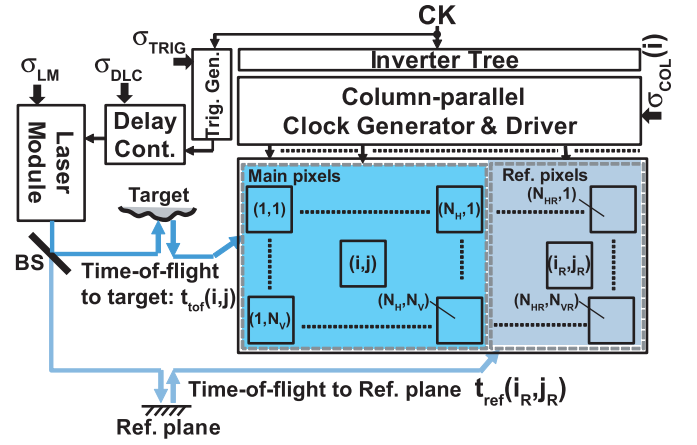 CK
σTRIG
Trig. Gen.
Inverter Tree
σLM
σDLC
σCOL(i)
Column-parallel
Clock Generator & Driver
Laser
Module
Delay
Cont.
Main pixels
Ref. pixels
Target
(1,1)
(NH,1)
(NHR,1)
BS
Time-of-flight
to target: ttof(i,j)
(i,j)
(iR,jR)
(1,NV)
(NH,NV)
(NHR,NVR)
Time-of-flight to Ref. plane tref(iR,jR)
Ref. plane